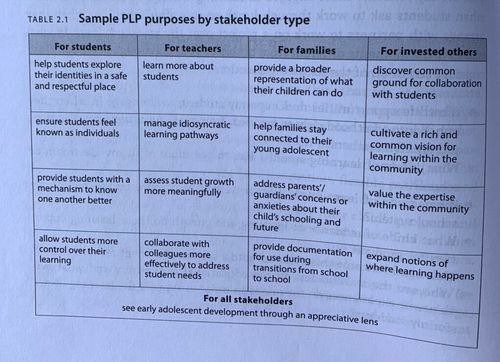 TABLE 2.1 Sample PLP purposes by stakeholder type
For students
For teachers
For families
For invested others
help students explore
their identities in a safe
and respectful place
learn more about
students
provide a broader
representation of what
their children can do
discover common
ground for collaboration
with students
ensure students feel
known as individuals
manage idiosyncratic
learning pathways
help families stay
connected to their
young adolescent
cultivate a rich and
common vision for
learning within the
community
provide students with a
mechanism to know
one another better
assess student growth
more meaningfully
address parents'/
guardians' concerns or
anxieties about their
child's schooling and
future
value the expertise
within the community
allow students more
control over their
learning
collaborate with
colleagues more
effectively to address
student needs
provide documentation
for use during
transitions from school
to school
expand notions of
where learning happens
For all stakeholders
see early adolescent development through an appreciative lens